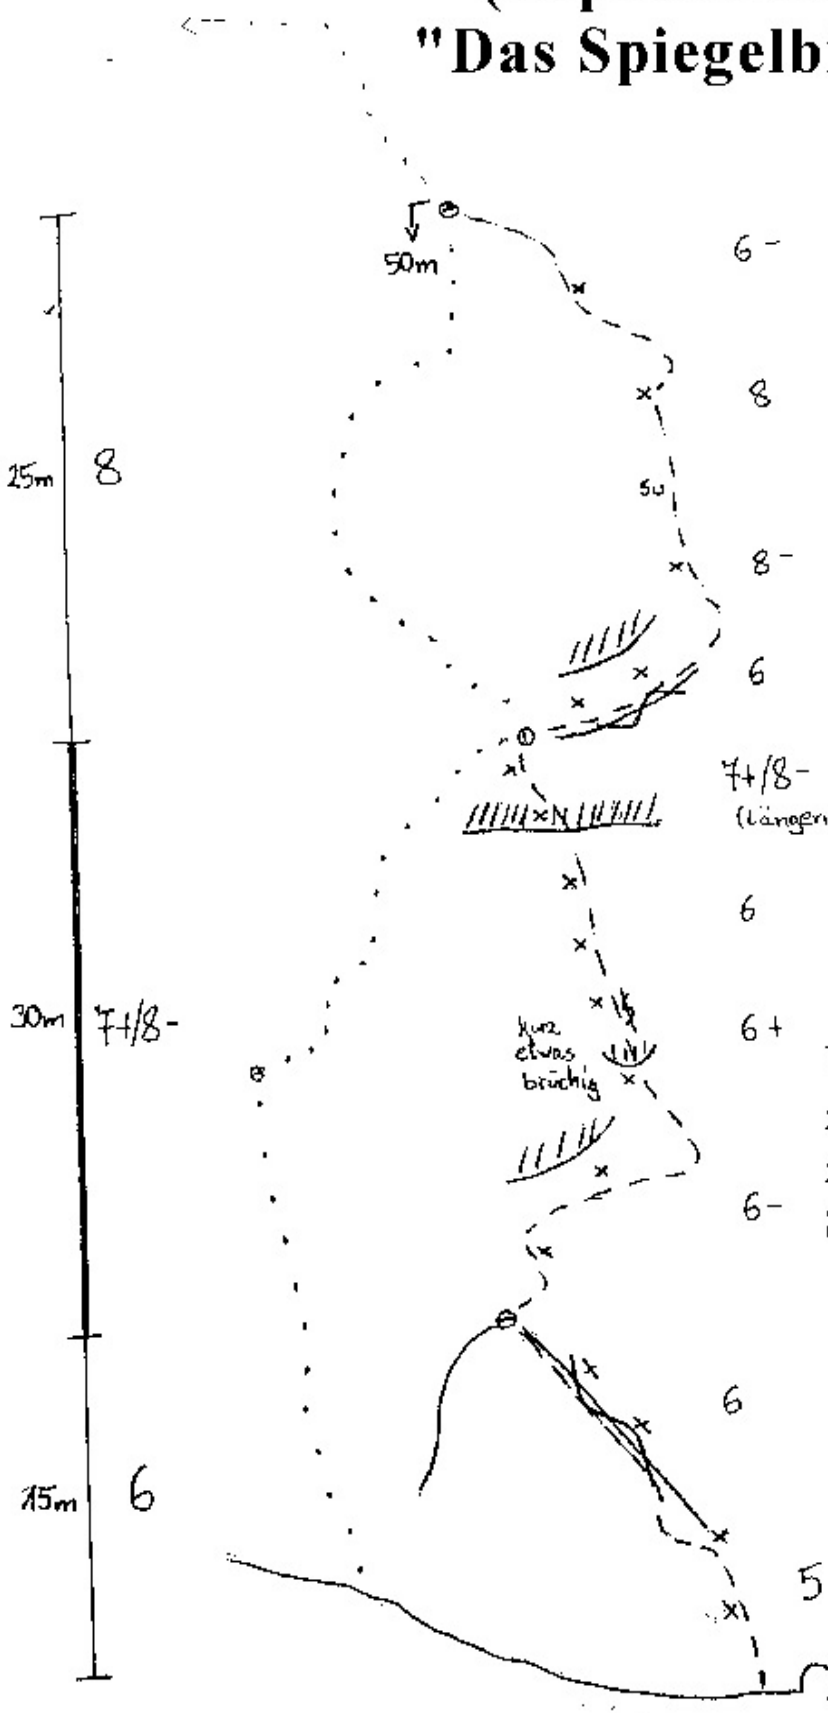 "Das Spiegelb
50m
6-
8
25m 8
su
8-
6
7+/8-
(Länger
6
30m 7+/8-
kurz
etwas
brüchig
6+
6-
6
15m 6
5